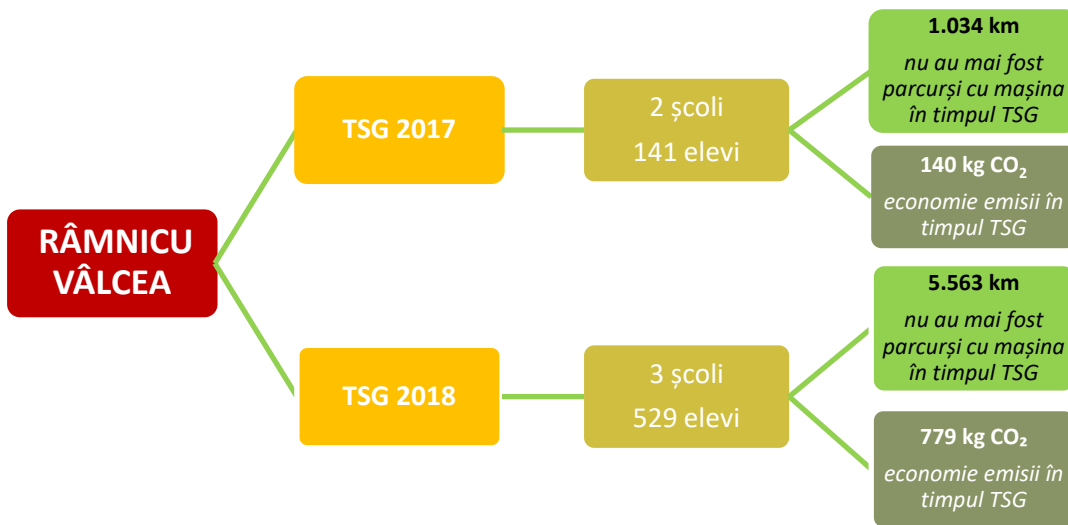 RÂMNICU
VÂLCEA
TSG 2017
2 școli
141 elevi
1.034 km
nu au mai fost
parcurși cu mașina
în timpul TSG
140 kg CO₂
economie emisii în
timpul TSG
TSG 2018
3 școli
529 elevi
5.563 km
nu au mai fost
parcurși cu mașina
în timpul TSG
779 kg CO₂
economie emisii în
timpul TSG